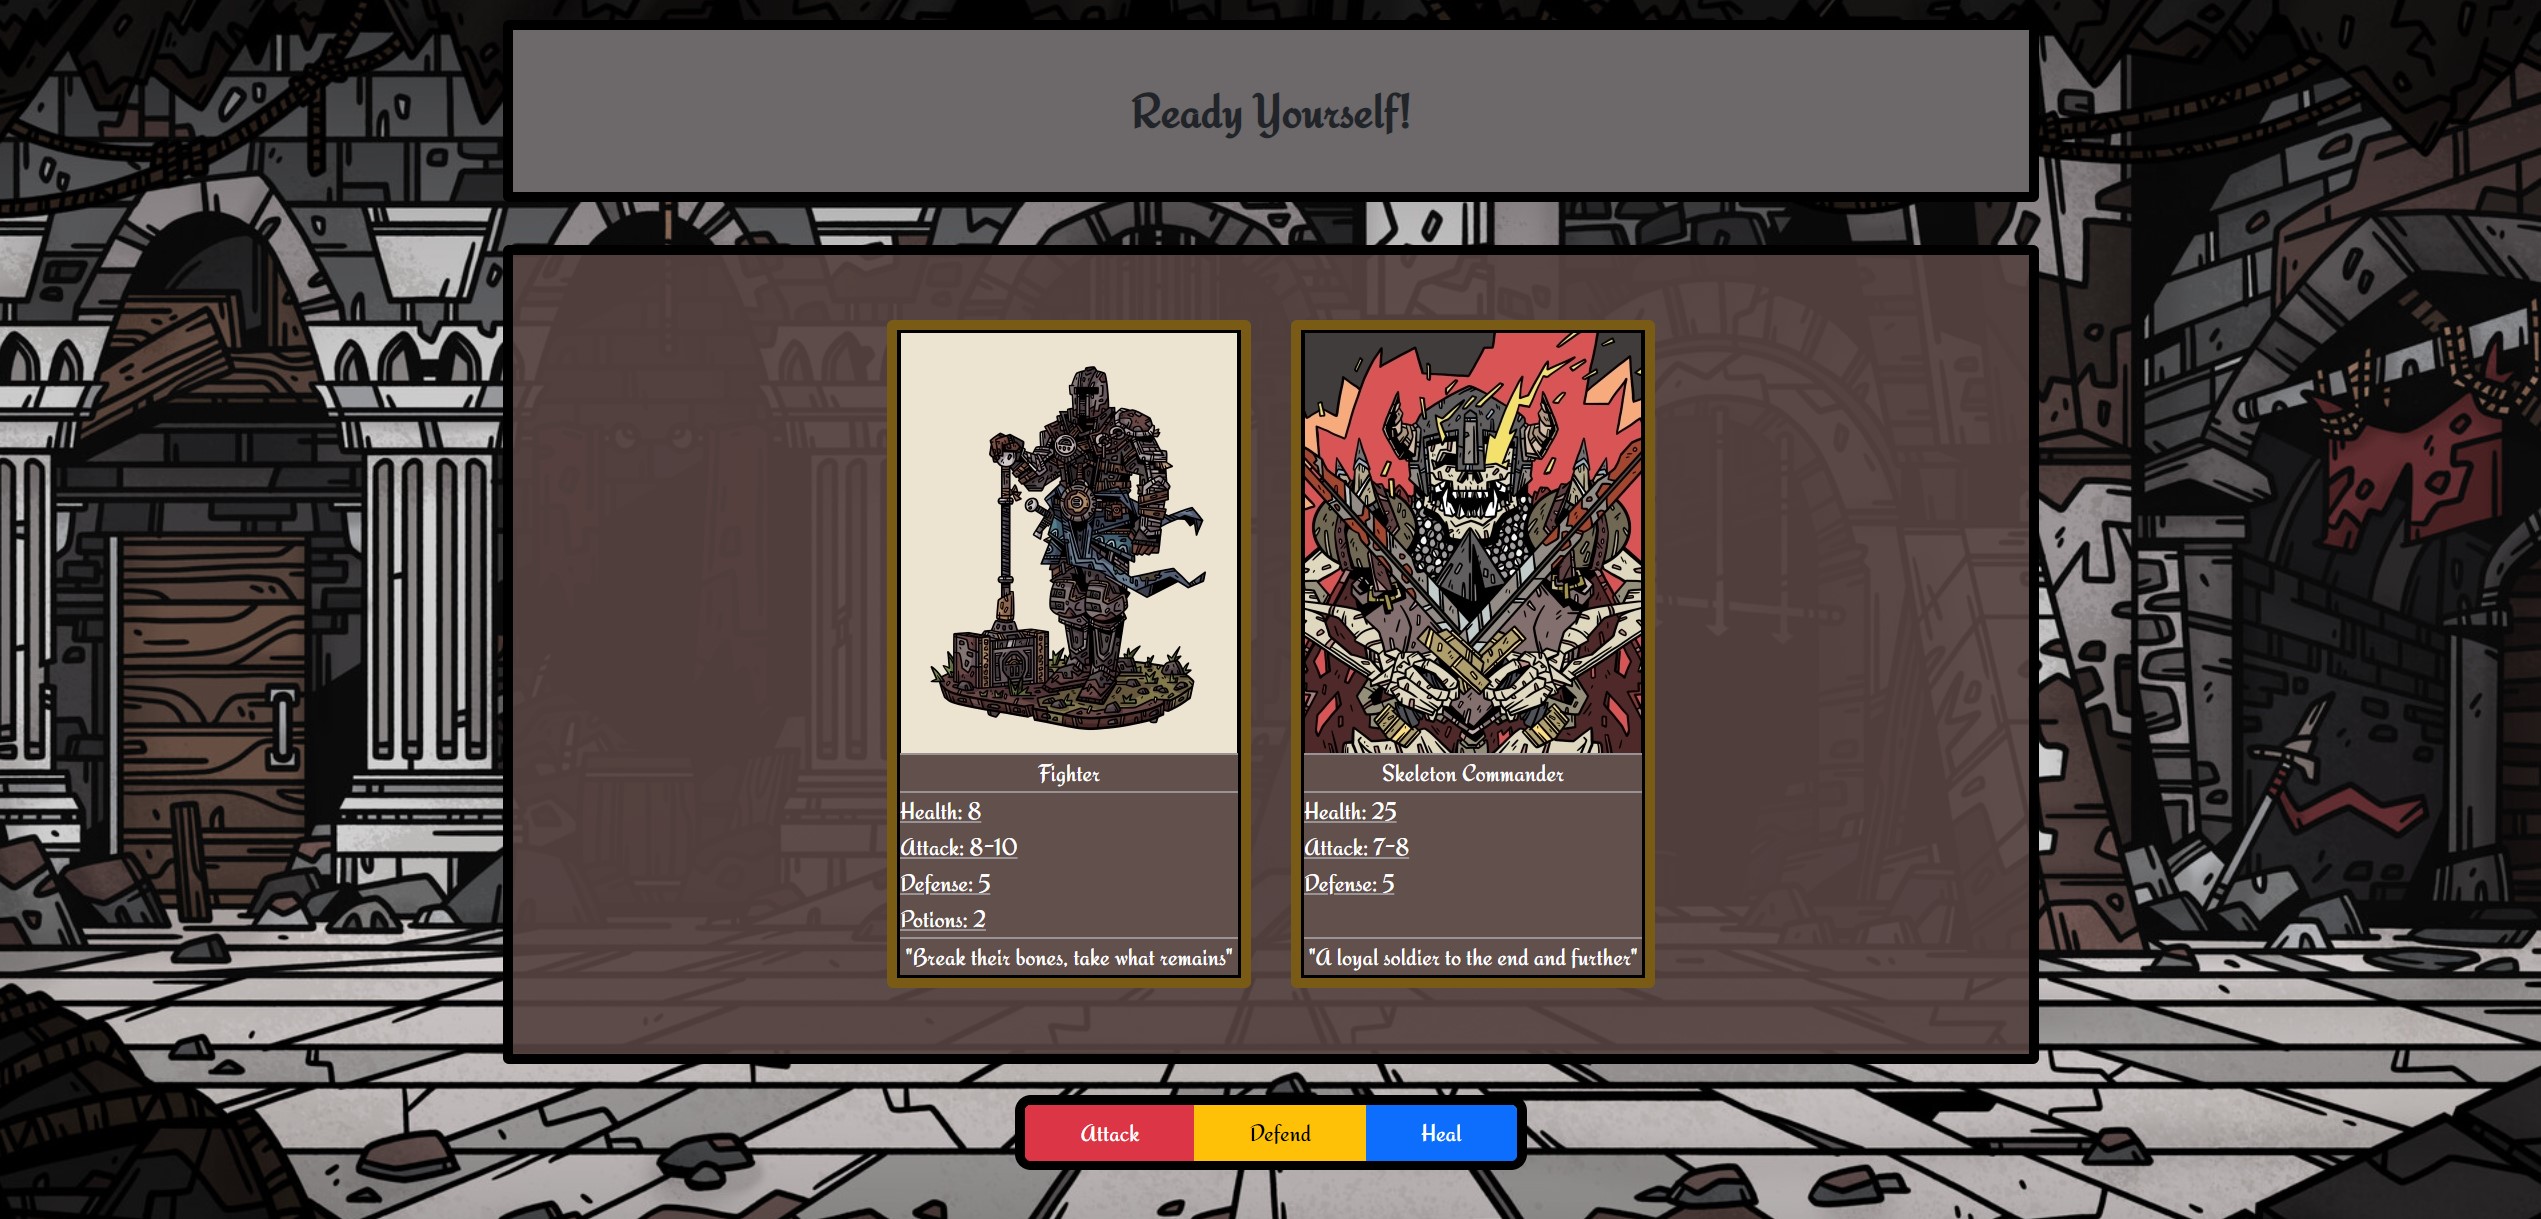 Ready Yourself!
Fighter
Health: 8
Attack: 8-10
Defense: 5
Potions: 2
"Break their bones, take what remains"
Skeleton Commander
Health: 25
Attack: 7-8
Defense: 5
"A loyal soldier to the end and further"
Attack
Defend
Heal